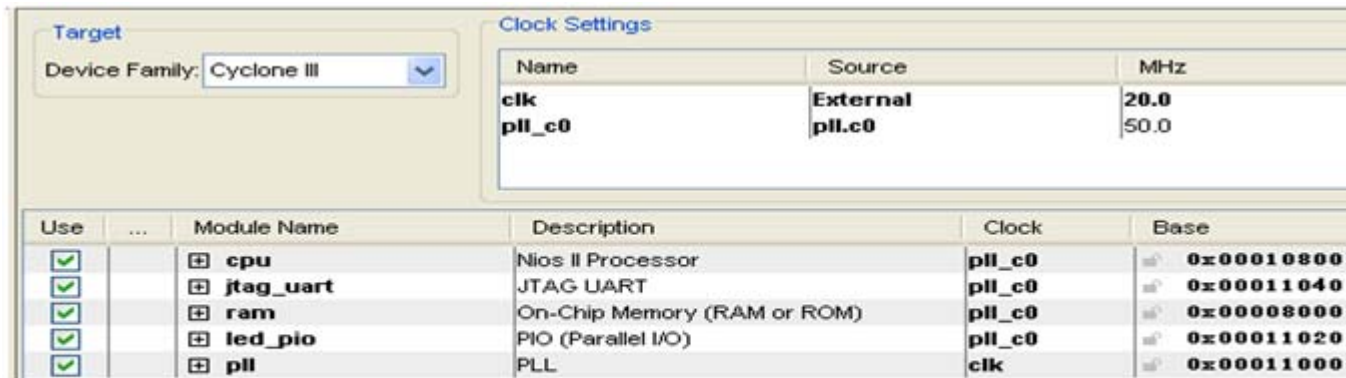 Target
Device Family: Cyclone III
Clock Settings
Name Source MHz
clk External 20.0
pll_c0 pll.c0 50.0
Use ... Module Name Description Clock Base
cpu Nios II Processor pll_c0 0x00010800
jtag_uart JTAG UART pll_c0 0x00011040
ram On-Chip Memory (RAM or ROM) pll_c0 0x00008000
led_pio PIO (Parallel I/O) pll_c0 0x00011020
pll PLL clk 0x00011000